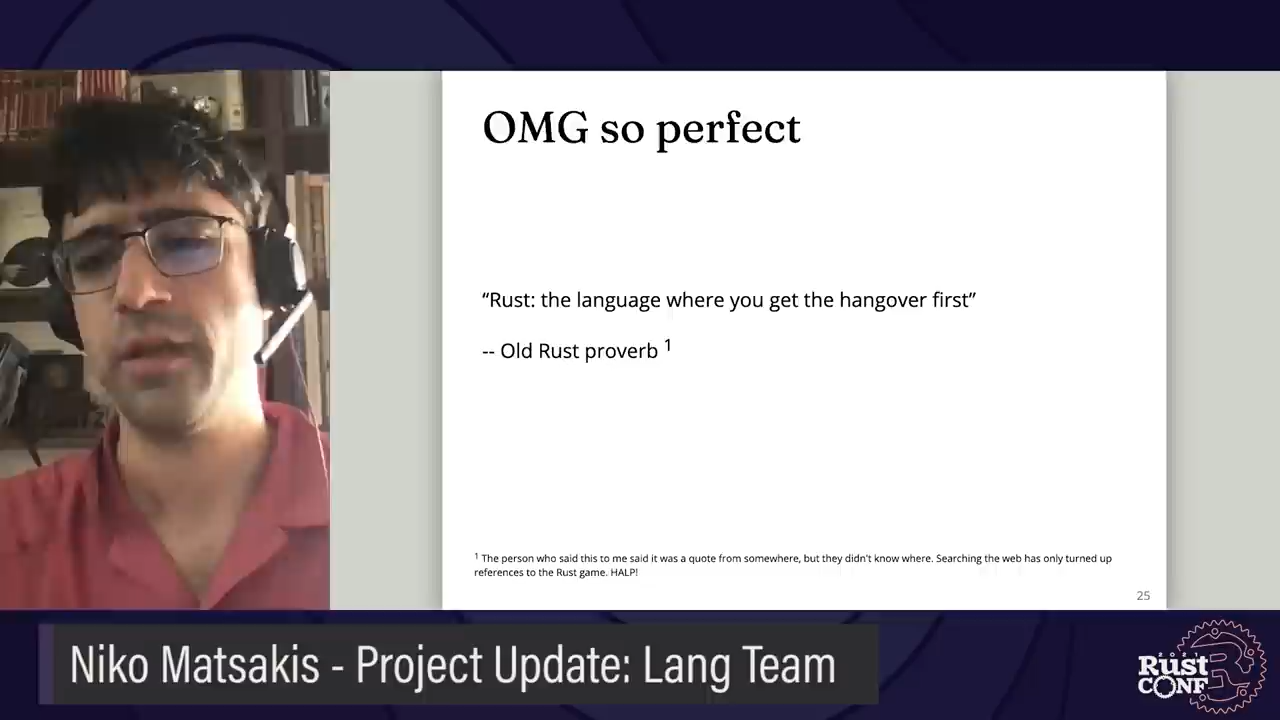 OMG so perfect
“Rust: the language where you get the hangover first”
-- Old Rust proverb 1
1 The person who said this to me said it was a quote from somewhere, but they didn't know where. Searching the web has only turned up
references to the Rust game. HALP!
25
Niko Matsakis - Project Update: Lang Team
RUST
CONF